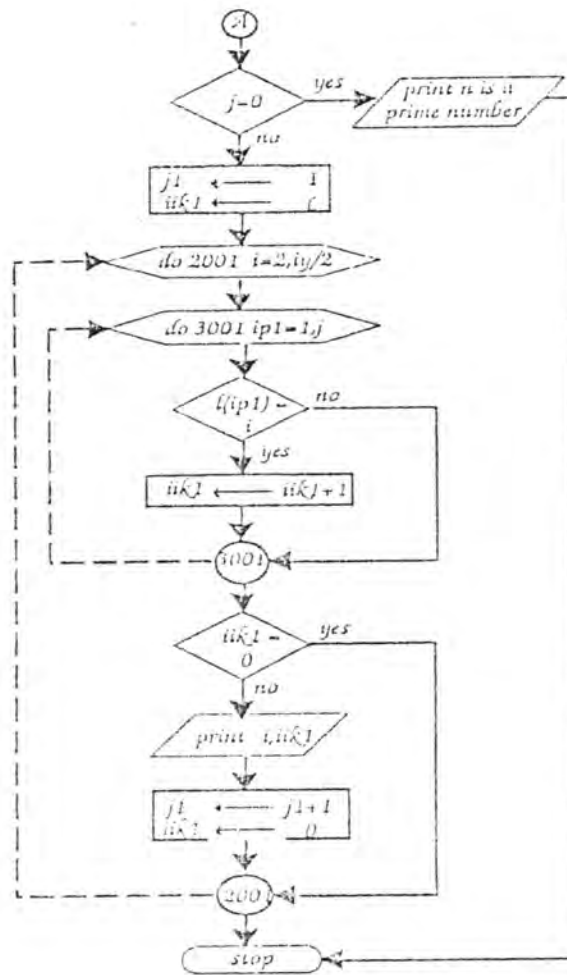 A
j=0
yes
print n is a
prime number
no
j1 ← 1
iik1 ←
do 2001 i=2,iy/2
do 3001 ip1=1,j
l(ip1) =
i
no
yes
iik1 ← iik1+1
3001
iik1 =
0
yes
no
print i,iik1
j1 ← j1+1
iik1 ← 0
2001
stop